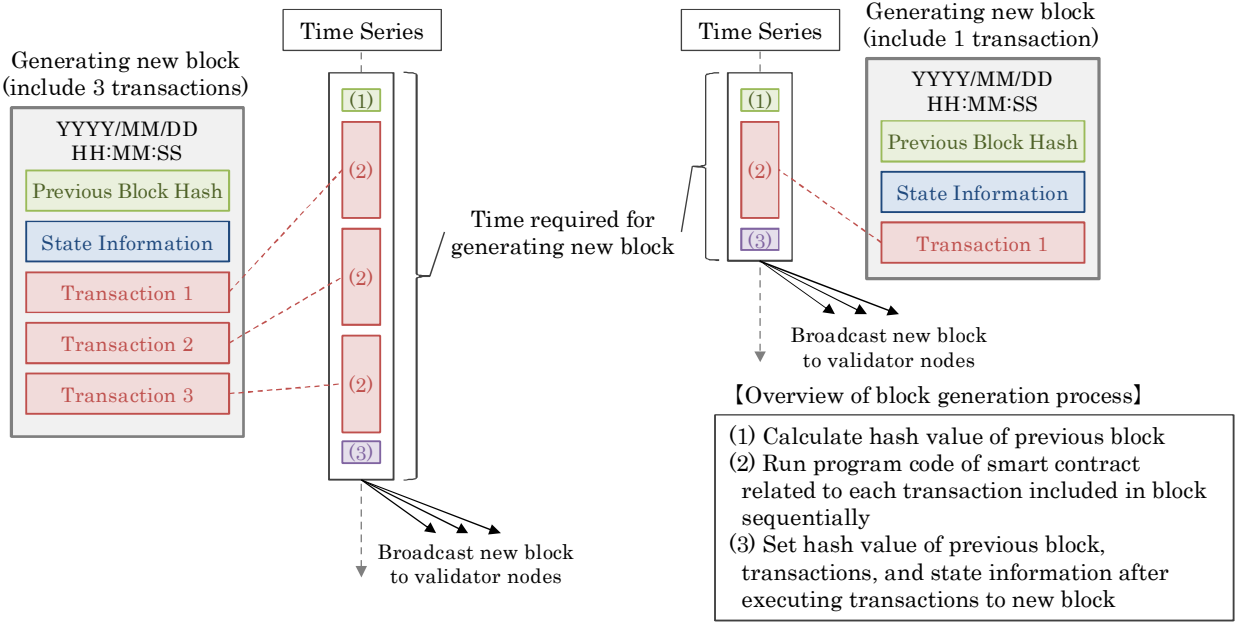 Time Series
Generating new block
(include 3 transactions)
YYYY/MM/DD
HH:MM:SS
Previous Block Hash
State Information
Transaction 1
Transaction 2
Transaction 3
(1)
(2)
(2)
(2)
(3)
Broadcast new block
to validator nodes
Time required for
generating new block
Time Series
(1)
(2)
(3)
Generating new block
(include 1 transaction)
YYYY/MM/DD
HH:MM:SS
Previous Block Hash
State Information
Transaction 1
Broadcast new block
to validator nodes
【Overview of block generation process】
(1) Calculate hash value of previous block
(2) Run program code of smart contract
related to each transaction included in block
sequentially
(3) Set hash value of previous block,
transactions, and state information after
executing transactions to new block